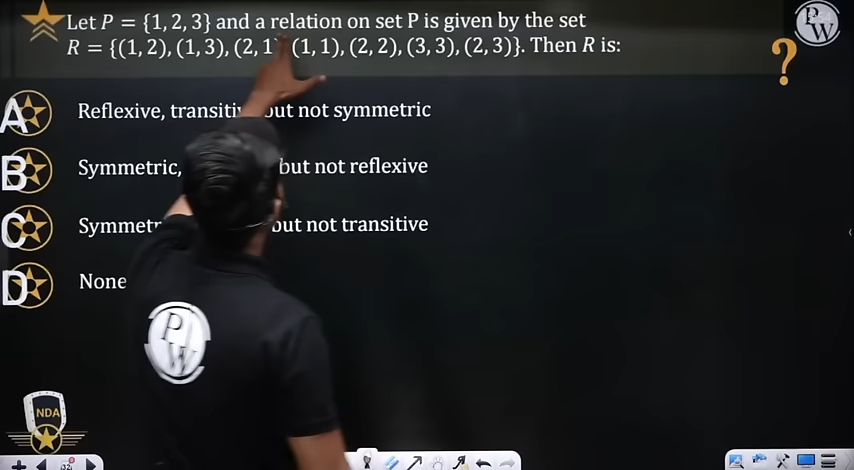 Let P = {1, 2, 3} and a relation on set P is given by the set
R = {(1, 2), (1, 3), (2, 1 (1, 1), (2, 2), (3, 3), (2, 3)}. Then R is:
?
P
W
A Reflexive, but not symmetric
B Symmetric, but not reflexive
C but not transitive
D None
P
W
NDA